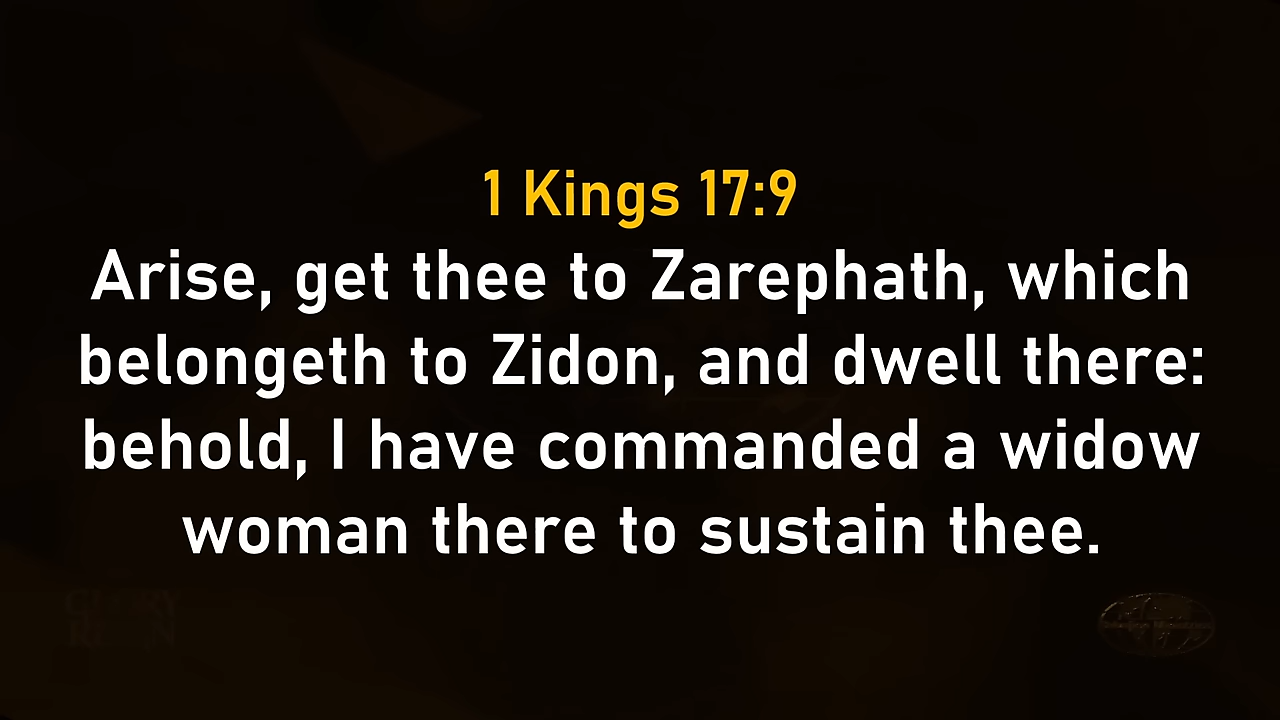 1 Kings 17:9
Arise, get thee to Zarephath, which
belongeth to Zidon, and dwell there:
behold, I have commanded a widow
woman there to sustain thee.